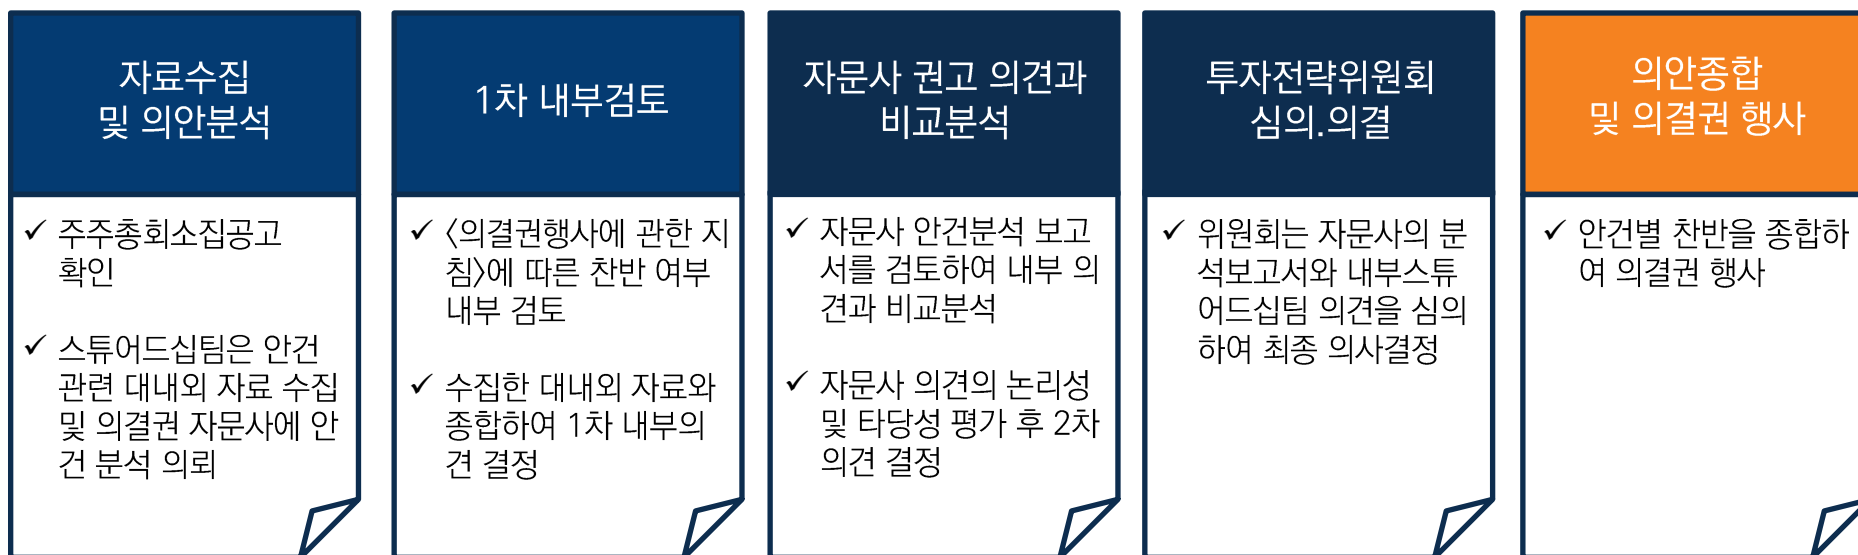 자료수집
및 의안분석
✓ 주주총회소집공고
확인
✓ 스튜어드십팀은 안건
관련 대내외 자료 수집
및 의결권 자문사에 안
건 분석 의뢰
1차 내부검토
✓ 〈의결권행사에 관한 지
침〉에 따른 찬반 여부
내부 검토
✓ 수집한 대내외 자료와
종합하여 1차 내부의
견 결정
자문사 권고 의견과
비교분석
✓ 자문사 안건분석 보고
서를 검토하여 내부 의
견과 비교분석
✓ 자문사 의견의 논리성
및 타당성 평가 후 2차
의견 결정
투자전략위원회
심의.의결
✓ 위원회는 자문사의 분
석보고서와 내부스튜
어드십팀 의견을 심의
하여 최종 의사결정
의안종합
및 의결권 행사
✓ 안건별 찬반을 종합하
여 의결권 행사